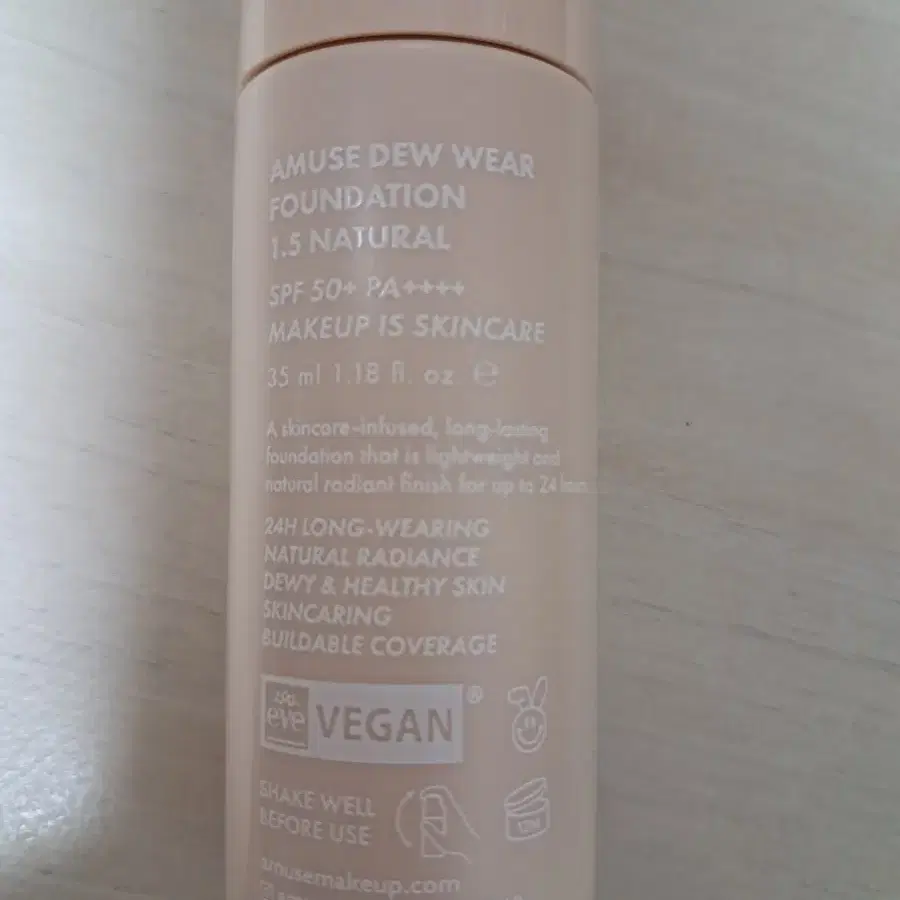 AMUSE DEW WEAR
FOUNDATION
1.5 NATURAL
SPF 50+ PA++++
MAKEUP IS SKINCARE
35 ml 1.18 fl. oz ℮
A skincare-infused, long-lasting
foundation that is lightweight and
natural radiant finish for up to 24
24H LONG-WEARING
NATURAL RADIANCE
DEWY & HEALTHY SKIN
SKINCARING
BUILDABLE COVERAGE
eve VEGAN®
SHAKE WELL
BEFORE USE
12M
amusemakeup.com